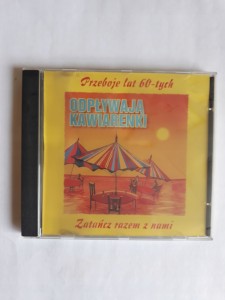 Przeboje lat 60-tych
ODPŁYWAJĄ
KAWIARENKI
Zatańcz razem z nami